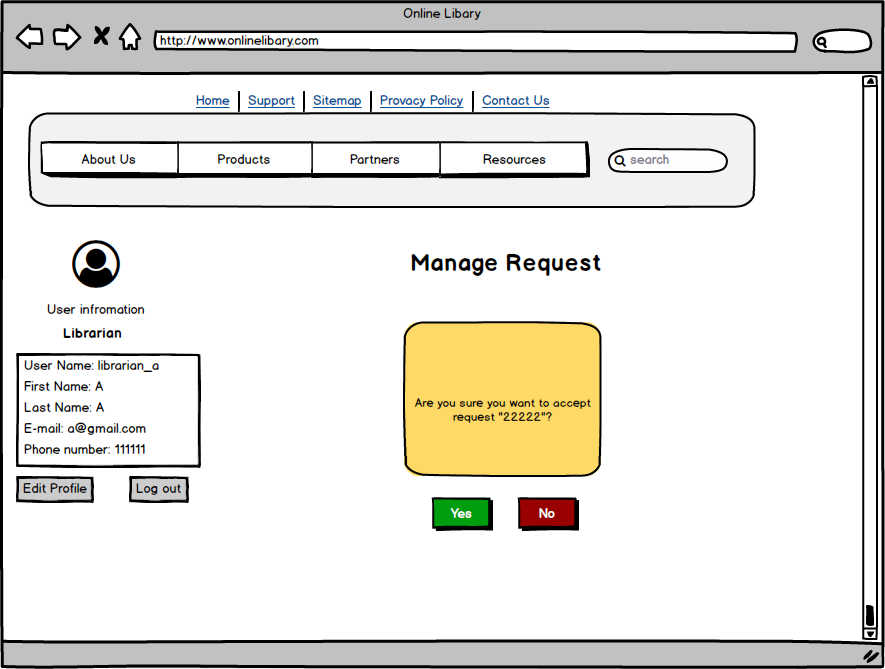 Online Libary
http://www.onlinelibary.com
Home Support Sitemap Provacy Policy Contact Us
About Us Products Partners Resources search
Manage Request
User infromation
Librarian
User Name: librarian_a
First Name: A
Last Name: A
E-mail: a@gmail.com
Phone number: 111111
Edit Profile Log out
Are you sure you want to accept
request "22222"?
Yes No